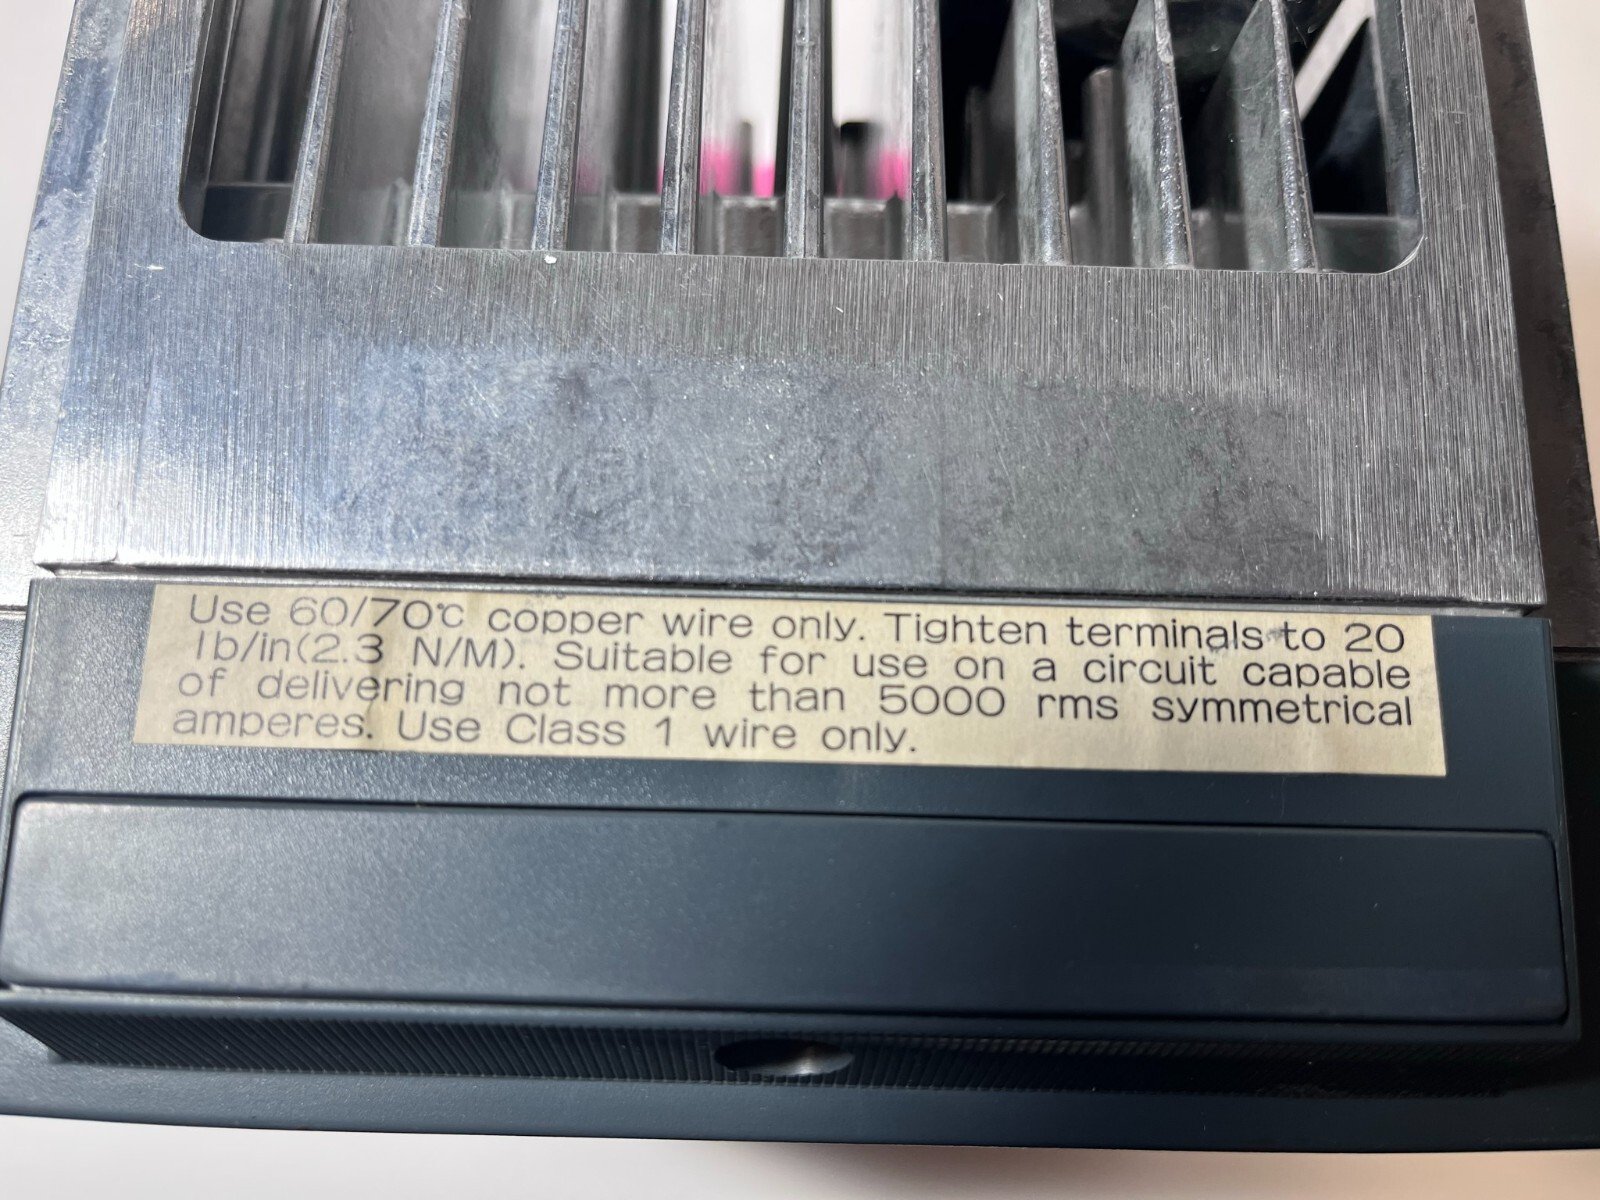 Use 60/70℃ copper wire only. Tighten terminals to 20
lb/in(2.3 N/M). Suitable for use on a circuit capable
of delivering not more than 5000 rms symmetrical
amperes. Use Class 1 wire only.